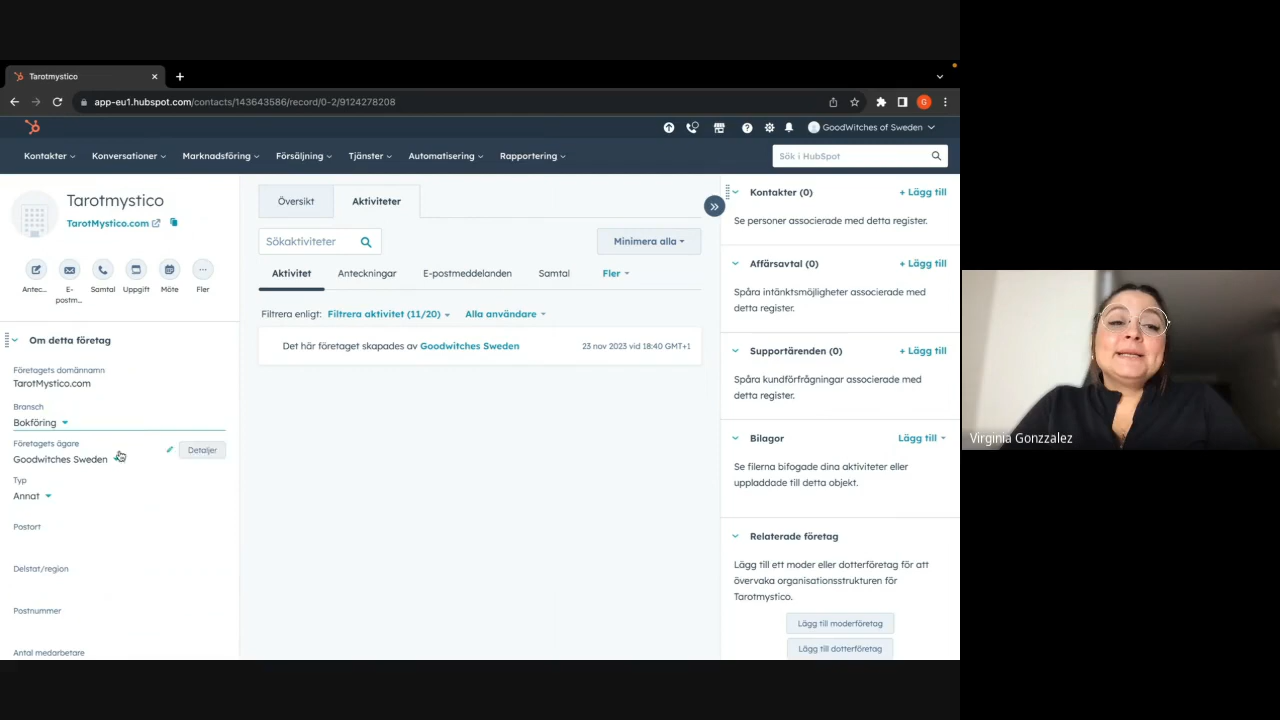 Tarotmystico
app-eu1.hubspot.com/contacts/143643586/record/0-2/9124278208
G
GoodWitches of Sweden
Kontakter
Konversationer
Marknadsföring
Försäljning
Tjänster
Automatisering
Rapportering
Sök i HubSpot
Tarotmystico
TarotMystico.com
Antec...
E-postm...
Samtal
Uppgift
Möte
Fler
Om detta företag
Företagets domännamn
TarotMystico.com
Bransch
Bokföring
Företagets ägare
Goodwitches Sweden
Detaljer
Typ
Annat
Postort
Delstat/region
Postnummer
Antal medarbetare
Översikt
Aktiviteter
Sökaktiviteter
Minimera alla
Aktivitet
Anteckningar
E-postmeddelanden
Samtal
Fler
Filtrera enligt: Filtrera aktivitet (11/20) Alla användare
Det här företaget skapades av Goodwitches Sweden
23 nov 2023 vid 18:40 GMT+1
Kontakter (0)
+ Lägg till
Se personer associerade med detta register.
Affärsavtal (0)
+ Lägg till
Spåra intänktsmöjligheter associerade med
detta register.
Supportärenden (0)
+ Lägg till
Spåra kundförfrågningar associerade med
detta register.
Bilagor
Lägg till
Se filerna bifogade dina aktiviteter eller
uppladdade till detta objekt.
Relaterade företag
Lägg till ett moder eller dotterföretag för att
övervaka organisationsstrukturen för
Tarotmystico.
Lägg till moderföretag
Lägg till dotterföretag
Virginia Gonzzalez